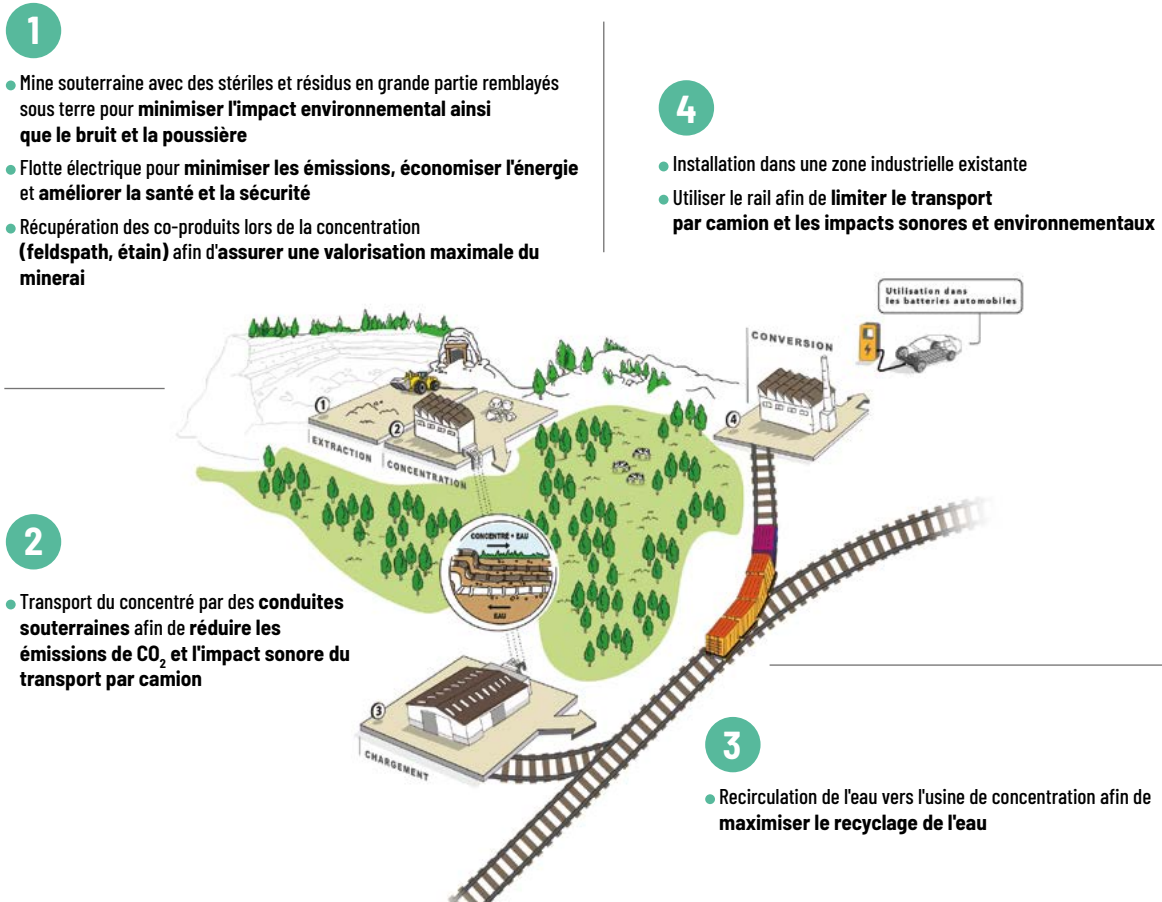 1
Mine souterraine avec des stériles et résidus en grande partie remblayés
sous terre pour minimiser l'impact environnemental ainsi
que le bruit et la poussière
Flotte électrique pour minimiser les émissions, économiser l'énergie
et améliorer la santé et la sécurité
Récupération des co-produits lors de la concentration
(feldspath, étain) afin d'assurer une valorisation maximale du
minerai
4
Installation dans une zone industrielle existante
Utiliser le rail afin de limiter le transport
par camion et les impacts sonores et environnementaux
Utilisation dans
les batteries automobiles
CONVERSION
4
1
EXTRACTION
2
CONCENTRATION
CONCENTRÉ + EAU
EAU
2
Transport du concentré par des conduites
souterraines afin de réduire les
émissions de CO2 et l'impact sonore du
transport par camion
3
CHARGEMENT
3
Recirculation de l'eau vers l'usine de concentration afin de
maximiser le recyclage de l'eau